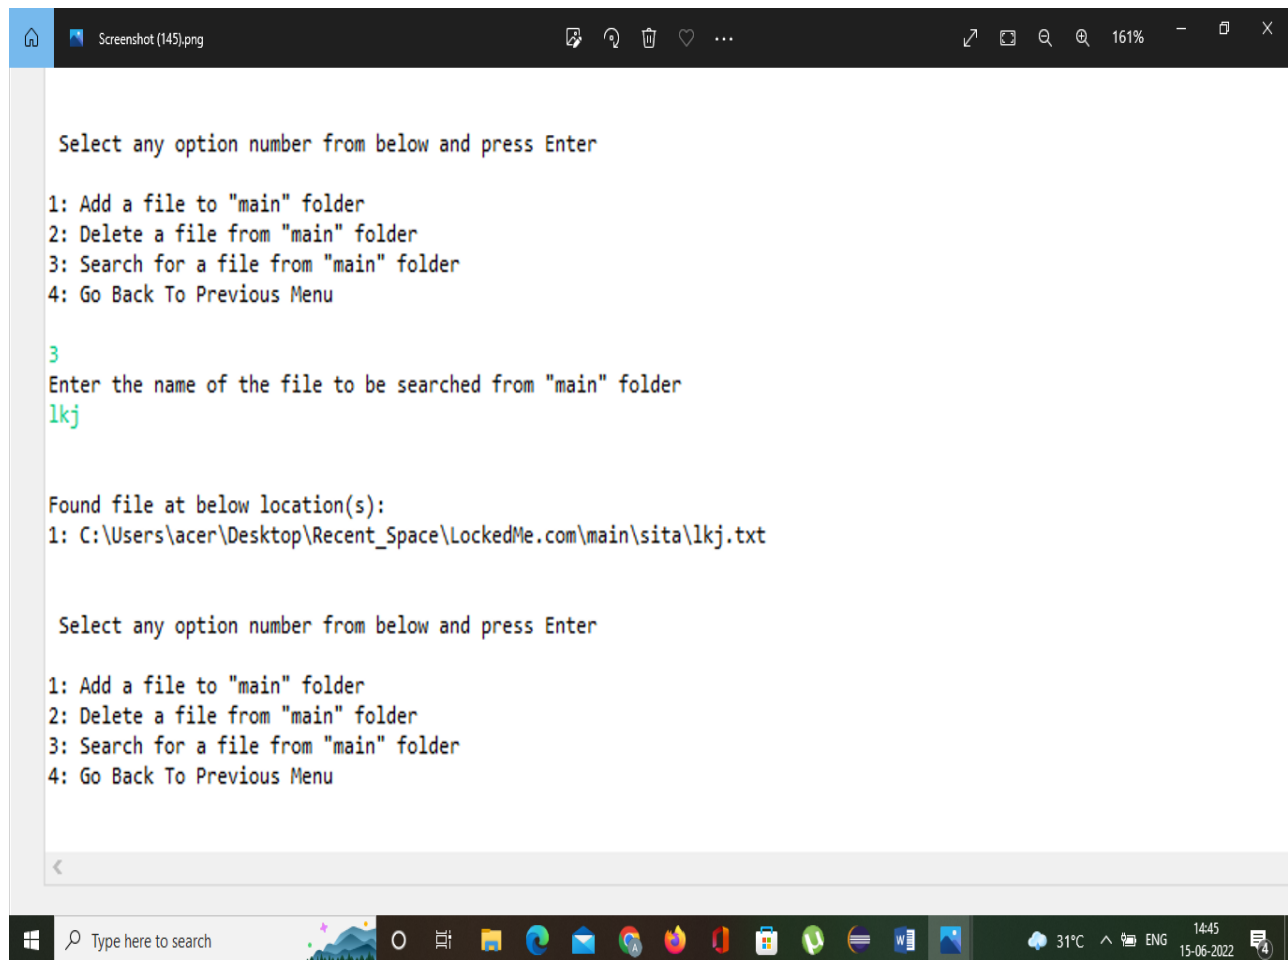 Screenshot (145).png
161%
Select any option number from below and press Enter
1: Add a file to "main" folder
2: Delete a file from "main" folder
3: Search for a file from "main" folder
4: Go Back To Previous Menu
3
Enter the name of the file to be searched from "main" folder
lkj
Found file at below location(s):
1: C:\Users\acer\Desktop\Recent_Space\LockedMe.com\main\sita\lkj.txt
Select any option number from below and press Enter
1: Add a file to "main" folder
2: Delete a file from "main" folder
3: Search for a file from "main" folder
4: Go Back To Previous Menu
Type here to search
31°C
ENG
14:45
15-06-2022
4